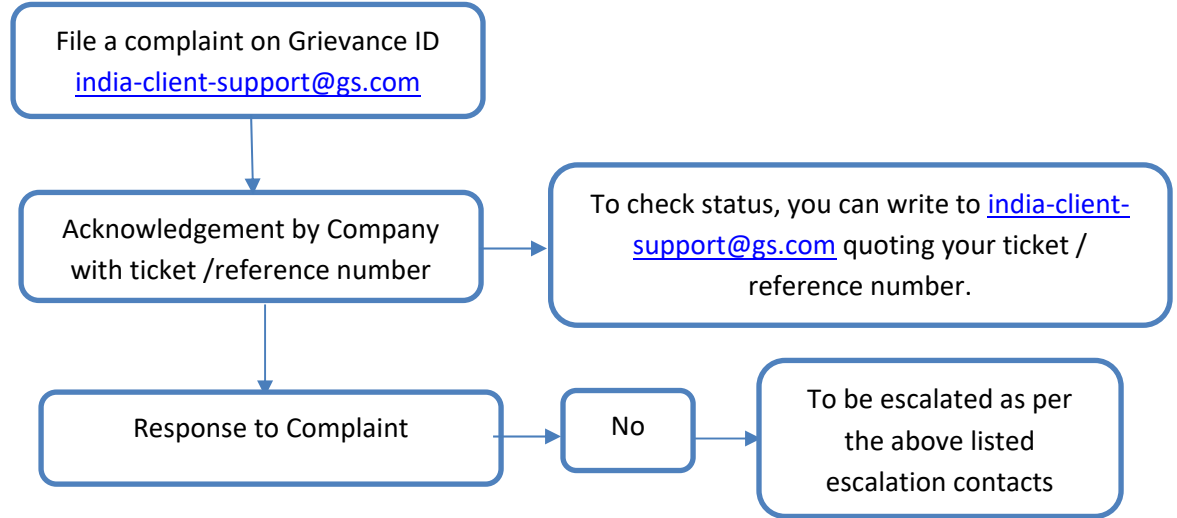 File a complaint on Grievance ID
india-client-support@gs.com
Acknowledgement by Company
with ticket /reference number
To check status, you can write to india-client-
support@gs.com quoting your ticket /
reference number.
Response to Complaint
No
To be escalated as per
the above listed
escalation contacts